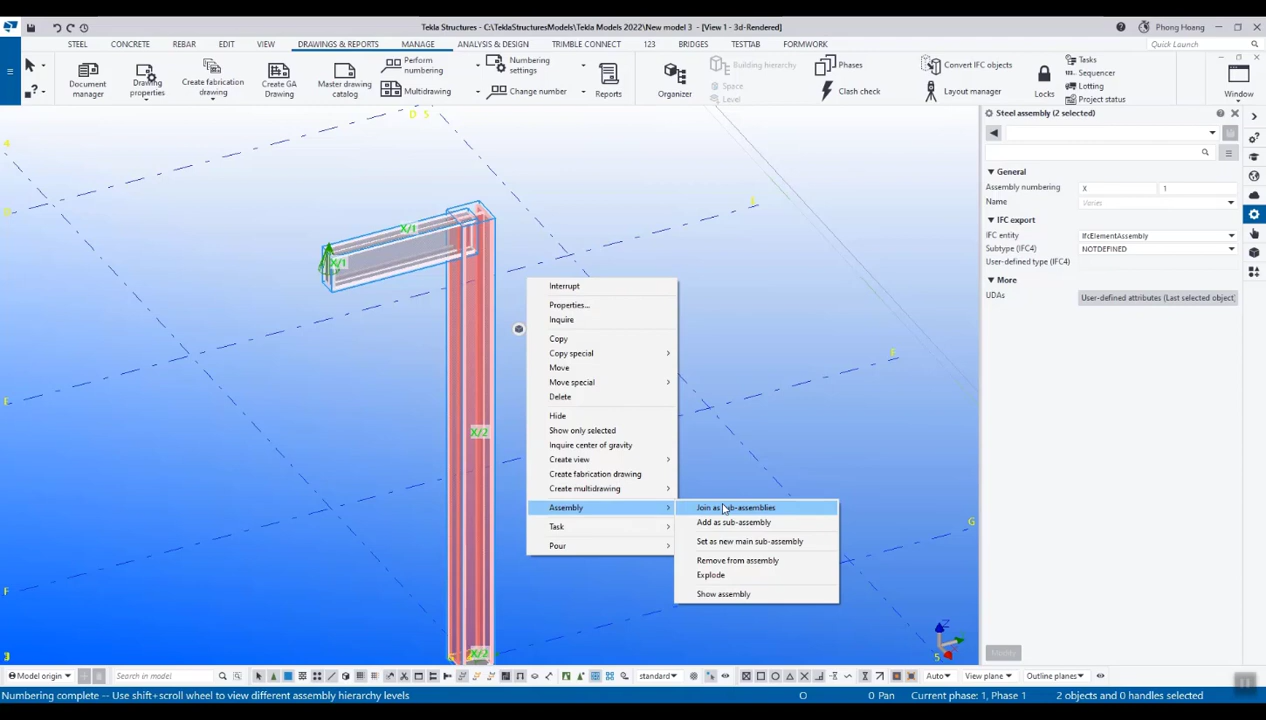 Tekla Structures - C:\TeklaStructuresModels\Tekla Models 2022\New model 3 - [View 1 - 3d-Rendered]
Phong Hoang
STEEL CONCRETE REBAR EDIT VIEW DRAWINGS & REPORTS MANAGE ANALYSIS & DESIGN TRIMBLE CONNECT 123 BRIDGES TESTTAB FORMWORK
Quick Launch
Document manager
Drawing properties
Create fabrication drawing
Create GA Drawing
Master drawing catalog
Perform numbering
Multidrawing
Numbering settings
Change number
Reports
Organizer
Building hierarchy
Space
Level
Phases
Clash check
Convert IFC objects
Layout manager
Locks
Tasks
Sequencer
Lotting
Project status
Window
D 5
4
D
E
E
F
F
G
X/1
X/1
X/2
X/2
Z
5
Interrupt
Properties...
Inquire
Copy
Copy special
Move
Move special
Delete
Hide
Show only selected
Inquire center of gravity
Create view
Create fabrication drawing
Create multidrawing
Assembly
Task
Pour
Join as sub-assemblies
Add as sub-assembly
Set as new main sub-assembly
Remove from assembly
Explode
Show assembly
Steel assembly (2 selected)
General
Assembly numbering X 1
Name Varies
IFC export
IFC entity IfcElementAssembly
Subtype (IFC4) NOTDEFINED
User-defined type (IFC4)
More
UDAs User-defined attributes (Last selected object)
Modify
Model origin
Search in model
standard
Auto
View plane
Outline planes
Numbering complete -- Use shift+scroll wheel to view different assembly hierarchy levels
O
0 Pan
Current phase: 1, Phase 1
2 objects and 0 handles selected